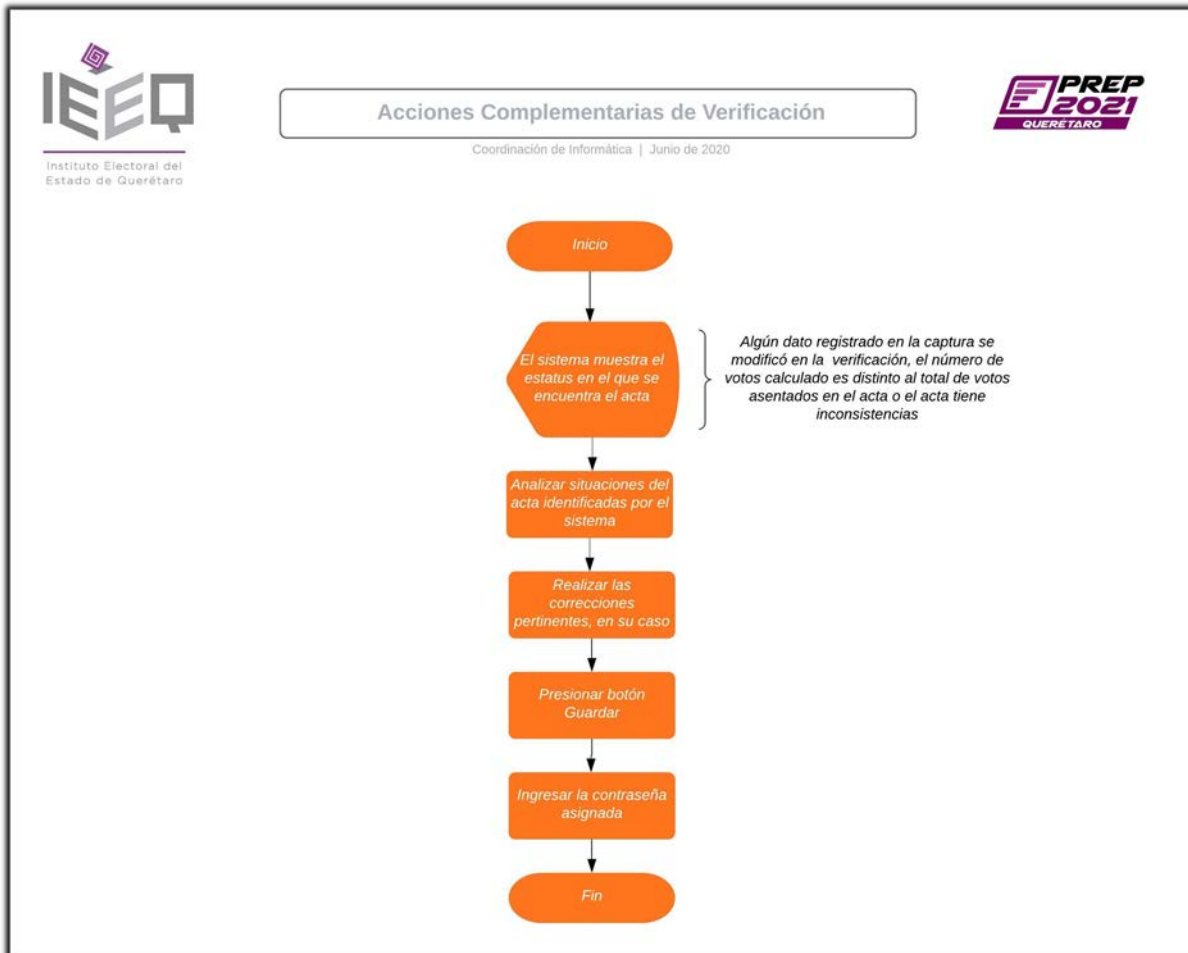 IEEQ
Instituto Electoral del
Estado de Querétaro
Acciones Complementarias de Verificación
Coordinación de Informática | Junio de 2020
PREP
2021
QUERÉTARO
Inicio
El sistema muestra el
estatus en el que se
encuentra el acta
Algún dato registrado en la captura se
modificó en la verificación, el número de
votos calculado es distinto al total de votos
asentados en el acta o el acta tiene
inconsistencias
Analizar situaciones del
acta identificadas por el
sistema
Realizar las
correcciones
pertinentes, en su caso
Presionar botón
Guardar
Ingresar la contraseña
asignada
Fin